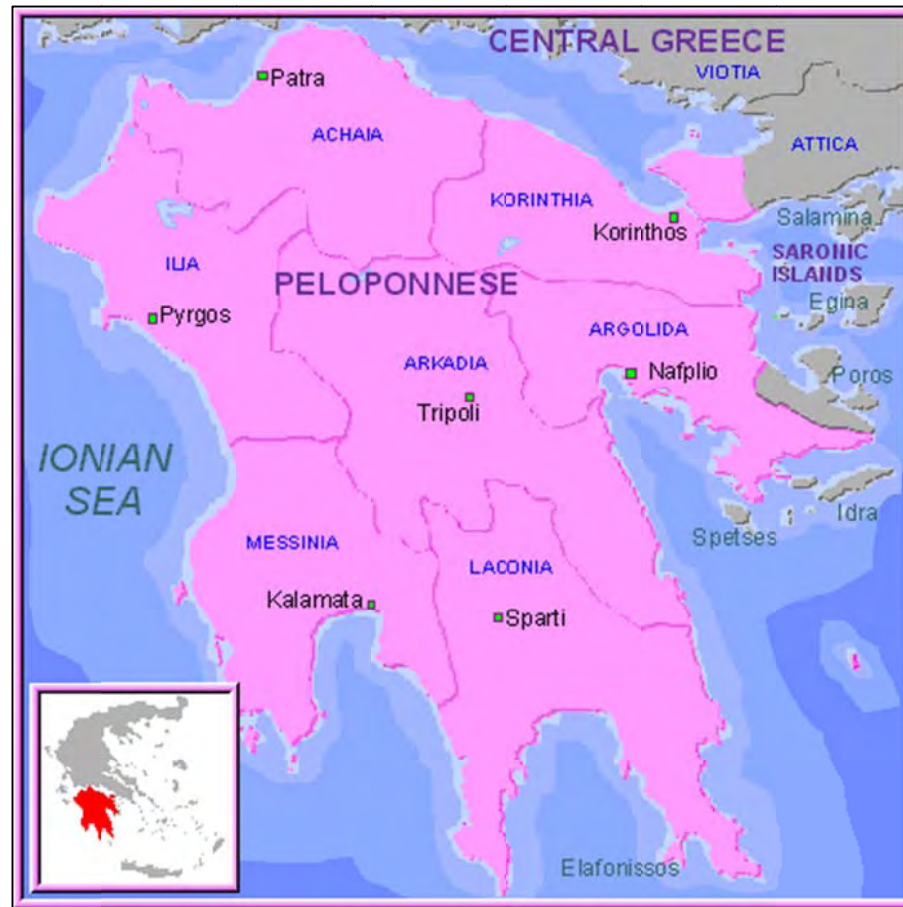 CENTRAL GREECE
VIOTIA
Patra
ACHAIA
ATTICA
KORINTHIA
Salamina
Korinthos
SARONIC
ISLANDS
ILIA
PELOPONNESE
Egina
Pyrgos
ARGOLIDA
ARKADIA
Nafplio
Poros
Tripoli
IONIAN
SEA
Idra
Spetses
MESSINIA
LACONIA
Kalamata
Sparti
Elafonissos